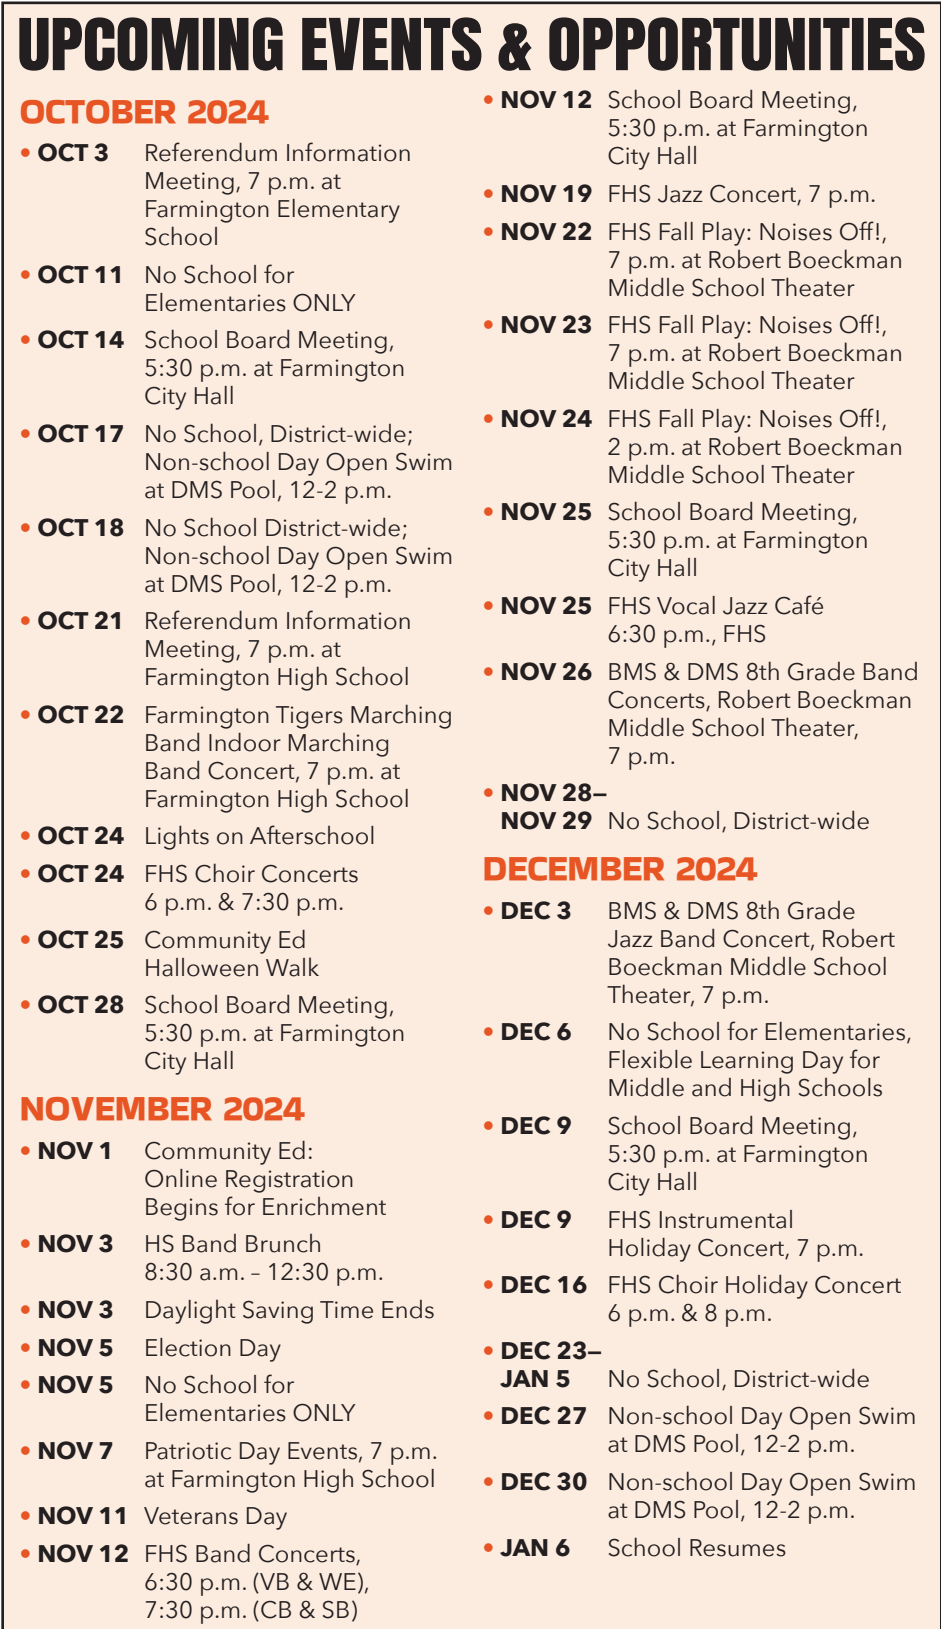 UPCOMING EVENTS & OPPORTUNITIES
OCTOBER 2024
• OCT 3 Referendum Information
Meeting, 7 p.m. at
Farmington Elementary
School
• OCT 11 No School for
Elementaries ONLY
• OCT 14 School Board Meeting,
5:30 p.m. at Farmington
City Hall
• OCT 17 No School, District-wide;
Non-school Day Open Swim
at DMS Pool, 12-2 p.m.
• OCT 18 No School District-wide;
Non-school Day Open Swim
at DMS Pool, 12-2 p.m.
• OCT 21 Referendum Information
Meeting, 7 p.m. at
Farmington High School
• OCT 22 Farmington Tigers Marching
Band Indoor Marching
Band Concert, 7 p.m. at
Farmington High School
• OCT 24 Lights on Afterschool
• OCT 24 FHS Choir Concerts
6 p.m. & 7:30 p.m.
• OCT 25 Community Ed
Halloween Walk
• OCT 28 School Board Meeting,
5:30 p.m. at Farmington
City Hall
NOVEMBER 2024
• NOV 1 Community Ed:
Online Registration
Begins for Enrichment
• NOV 3 HS Band Brunch
8:30 a.m. – 12:30 p.m.
• NOV 3 Daylight Saving Time Ends
• NOV 5 Election Day
• NOV 5 No School for
Elementaries ONLY
• NOV 7 Patriotic Day Events, 7 p.m.
at Farmington High School
• NOV 11 Veterans Day
• NOV 12 FHS Band Concerts,
6:30 p.m. (VB & WE),
7:30 p.m. (CB & SB)
• NOV 12 School Board Meeting,
5:30 p.m. at Farmington
City Hall
• NOV 19 FHS Jazz Concert, 7 p.m.
• NOV 22 FHS Fall Play: Noises Off!,
7 p.m. at Robert Boeckman
Middle School Theater
• NOV 23 FHS Fall Play: Noises Off!,
7 p.m. at Robert Boeckman
Middle School Theater
• NOV 24 FHS Fall Play: Noises Off!,
2 p.m. at Robert Boeckman
Middle School Theater
• NOV 25 School Board Meeting,
5:30 p.m. at Farmington
City Hall
• NOV 25 FHS Vocal Jazz Café
6:30 p.m., FHS
• NOV 26 BMS & DMS 8th Grade Band
Concerts, Robert Boeckman
Middle School Theater,
7 p.m.
• NOV 28–
NOV 29 No School, District-wide
DECEMBER 2024
• DEC 3 BMS & DMS 8th Grade
Jazz Band Concert, Robert
Boeckman Middle School
Theater, 7 p.m.
• DEC 6 No School for Elementaries,
Flexible Learning Day for
Middle and High Schools
• DEC 9 School Board Meeting,
5:30 p.m. at Farmington
City Hall
• DEC 9 FHS Instrumental
Holiday Concert, 7 p.m.
• DEC 16 FHS Choir Holiday Concert
6 p.m. & 8 p.m.
• DEC 23–
JAN 5 No School, District-wide
• DEC 27 Non-school Day Open Swim
at DMS Pool, 12-2 p.m.
• DEC 30 Non-school Day Open Swim
at DMS Pool, 12-2 p.m.
• JAN 6 School Resumes